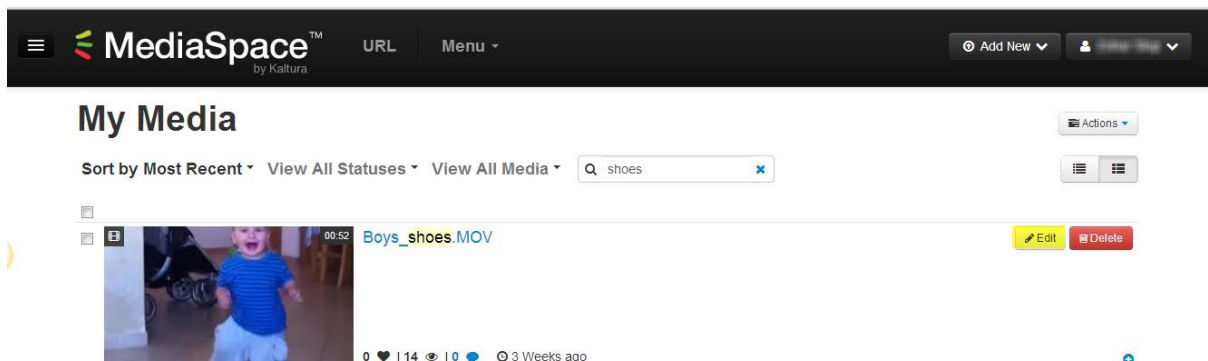 MediaSpace™ URL Menu Add New
by Kaltura
My Media
Actions
Sort by Most Recent View All Statuses View All Media shoes
00:52 Boys_shoes.MOV Edit Delete
0 | 14 | 0 3 Weeks ago